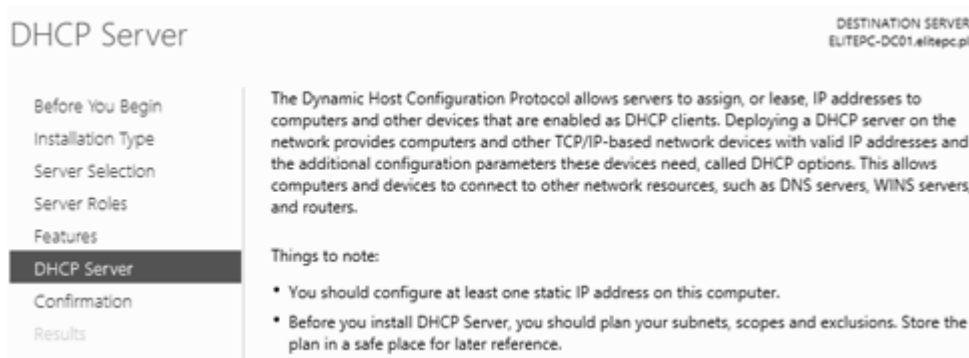 DHCP Server
DESTINATION SERVER
ELITEPC-DC01.elitepc.pl
Before You Begin
Installation Type
Server Selection
Server Roles
Features
DHCP Server
Confirmation
Results
The Dynamic Host Configuration Protocol allows servers to assign, or lease, IP addresses to
computers and other devices that are enabled as DHCP clients. Deploying a DHCP server on the
network provides computers and other TCP/IP-based network devices with valid IP addresses and
the additional configuration parameters these devices need, called DHCP options. This allows
computers and devices to connect to other network resources, such as DNS servers, WINS servers,
and routers.
Things to note:
• You should configure at least one static IP address on this computer.
• Before you install DHCP Server, you should plan your subnets, scopes and exclusions. Store the
plan in a safe place for later reference.